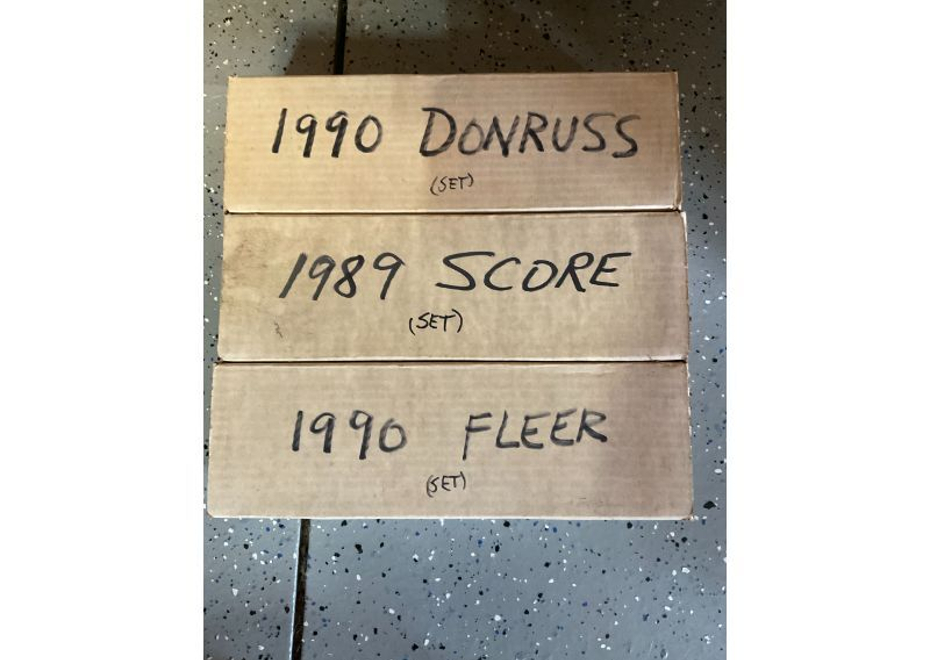 1990 DONRUSS
(SET)
1989 SCORE
(SET)
1990 FLEER
(SET)